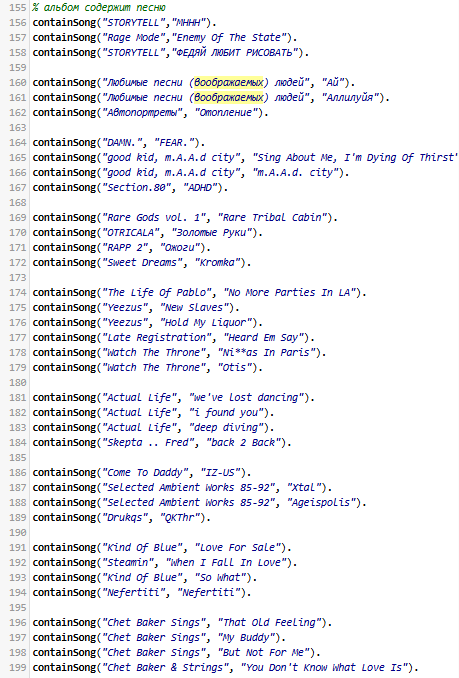 155 % альбом содержит песню
156 containSong("STORYTELL","МННН").
157 containSong("Rage Mode","Enemy Of The State").
158 containSong("STORYTELL","ФЕДЯЙ ЛЮБИТ РИСОВАТЬ").
159
160 containSong("Любимые песни (воображаемых) людей", "Ай").
161 containSong("Любимые песни (воображаемых) людей", "Аллилуйя").
162 containSong("Автопортреты", "Отопление").
163
164 containSong("DAMN.", "FEAR.").
165 containSong("good kid, m.A.A.d city", "Sing About Me, I'm Dying Of Thirst"
166 containSong("good kid, m.A.A.d city", "m.A.A.d. city").
167 containSong("Section.80", "ADHD").
168
169 containSong("Rare Gods vol. 1", "Rare Tribal Cabin").
170 containSong("OTRICALA", "Золотые Руки").
171 containSong("RAPP 2", "Ожоги").
172 containSong("Sweet Dreams", "Kromka").
173
174 containSong("The Life Of Pablo", "No More Parties In LA").
175 containSong("Yeezus", "New Slaves").
176 containSong("Yeezus", "Hold My Liquor").
177 containSong("Late Registration", "Heard Em Say").
178 containSong("Watch The Throne", "Ni**as In Paris").
179 containSong("Watch The Throne", "Otis").
180
181 containSong("Actual Life", "we've lost dancing").
182 containSong("Actual Life", "i found you").
183 containSong("Actual Life", "deep diving").
184 containSong("Skepta .. Fred", "back 2 Back").
185
186 containSong("Come To Daddy", "IZ-US").
187 containSong("Selected Ambient Works 85-92", "Xtal").
188 containSong("Selected Ambient Works 85-92", "Ageispolis").
189 containSong("Drukqs", "QKThr").
190
191 containSong("Kind Of Blue", "Love For Sale").
192 containSong("Steamin", "When I Fall In Love").
193 containSong("Kind Of Blue", "So What").
194 containSong("Nefertiti", "Nefertiti").
195
196 containSong("Chet Baker Sings", "That Old Feeling").
197 containSong("Chet Baker Sings", "My Buddy").
198 containSong("Chet Baker Sings", "But Not For Me").
199 containSong("Chet Baker & Strings", "You Don't Know What Love Is").